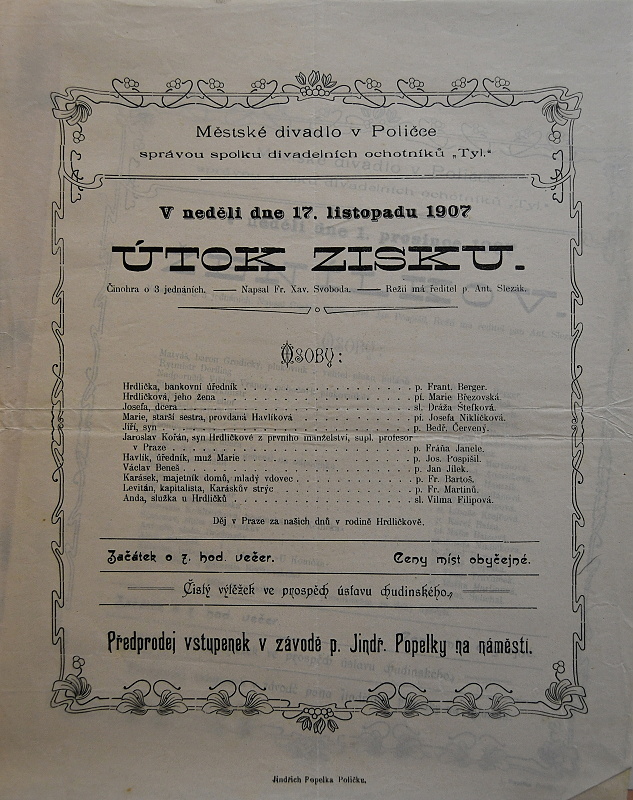 Městské divadlo v Poličce
správou spolku divadelních ochotníků „Tyl.“
V neděli dne 17. listopadu 1907
ÚTOK ZISKU.
Činohra o 3 jednáních. — Napsal Fr. Xav. Svoboda. — Režii má ředitel p. Ant. Slezák.
Osoby:
Hrdlička, bankovní úředník . . . . . . . . . . . . . . . p. Frant. Berger.
Hrdličková, jeho žena . . . . . . . . . . . . . . . . . pí. Marie Březovská.
Josefa, dcera . . . . . . . . . . . . . . . . . . . . . sl. Dráža Štefková.
Marie, starší sestra, provdaná Havlíková . . . . . . . . . pí. Josefa Niklíčková.
Jiří, syn . . . . . . . . . . . . . . . . . . . . . . . p. Bedř. Červený.
Jaroslav Kořán, syn Hrdličkové z prvního manželství, supl. profesor
v Praze . . . . . . . . . . . . . . . . . . . . . . p. Fráňa Janele.
Havlík, úředník, muž Marie . . . . . . . . . . . . . . . p. Jos. Pospíšil.
Václav Beneš . . . . . . . . . . . . . . . . . . . . . p. Jan Jílek.
Karásek, majetník domů, mladý vdovec . . . . . . . . . . p. Fr. Bartoš.
Levitán, kapitalista, Karáskův strýc . . . . . . . . . . . p. Fr. Martinů.
Anda, služka u Hrdličků . . . . . . . . . . . . . . . . sl. Vilma Filipová.
Děj v Praze za našich dnů v rodině Hrdličkově.
Začátek o 7. hod. večer. Ceny míst obyčejné.
Čistý výtěžek ve prospěch ústavu chudinského.
Předprodej vstupenek v závodě p. Jindř. Popelky na náměstí.
Jindřich Popelka Poličku.